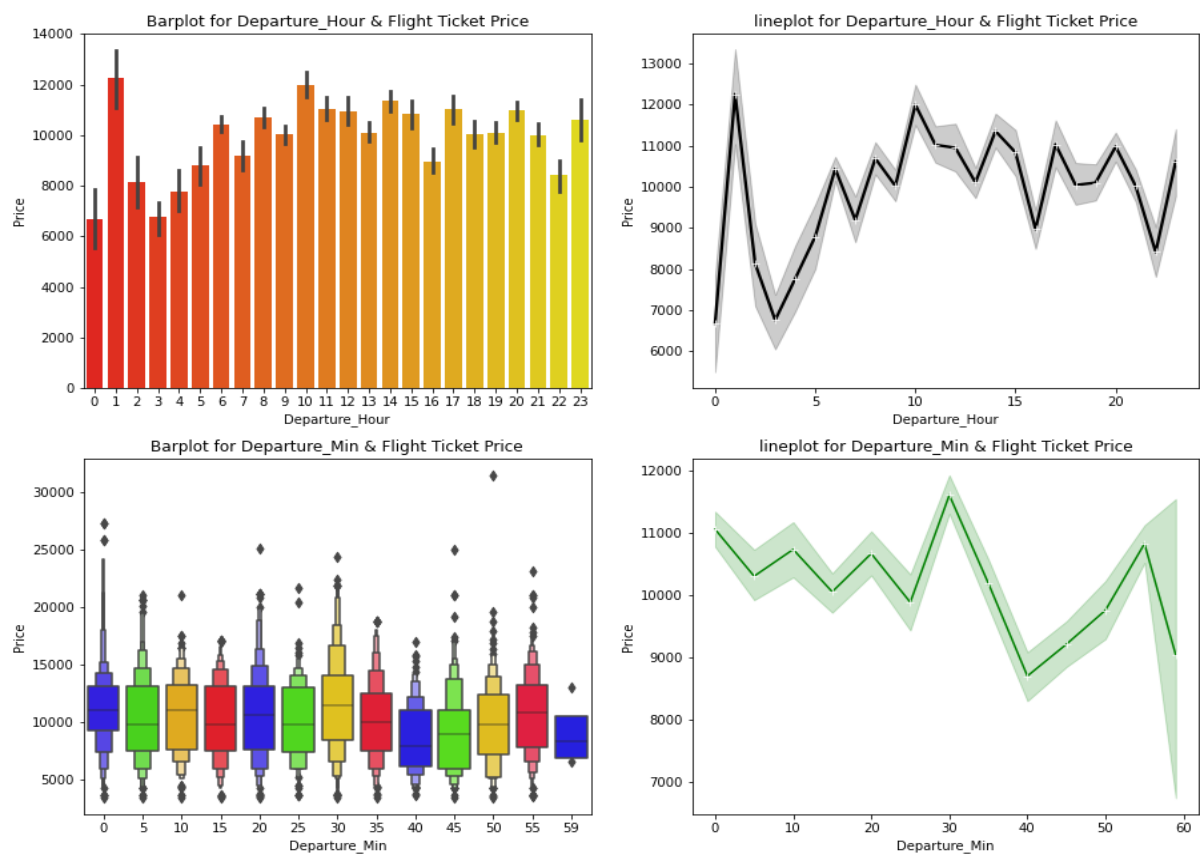 Barplot for Departure_Hour & Flight Ticket Price
14000
12000
10000
8000
6000
4000
2000
0
Price
0 1 2 3 4 5 6 7 8 9 10 11 12 13 14 15 16 17 18 19 20 21 22 23
Departure_Hour
lineplot for Departure_Hour & Flight Ticket Price
13000
12000
11000
10000
9000
8000
7000
6000
Price
0 5 10 15 20
Departure_Hour
Barplot for Departure_Min & Flight Ticket Price
30000
25000
20000
15000
10000
5000
Price
0 5 10 15 20 25 30 35 40 45 50 55 59
Departure_Min
lineplot for Departure_Min & Flight Ticket Price
12000
11000
10000
9000
8000
7000
Price
0 10 20 30 40 50 60
Departure_Min